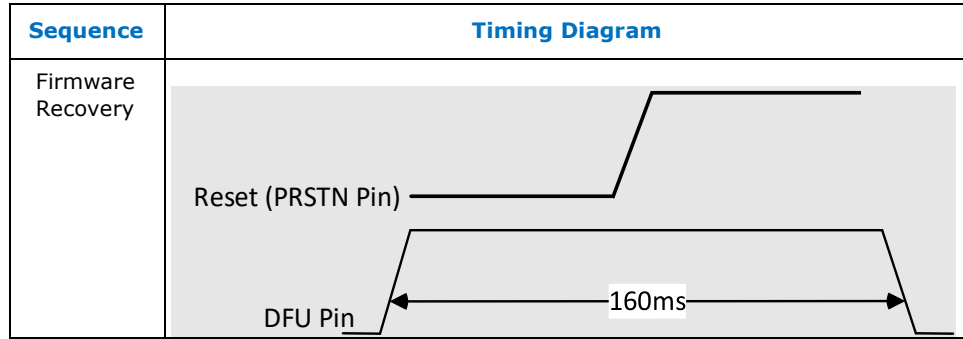 Sequence
Timing Diagram
Firmware
Recovery
Reset (PRSTN Pin)
160ms
DFU Pin